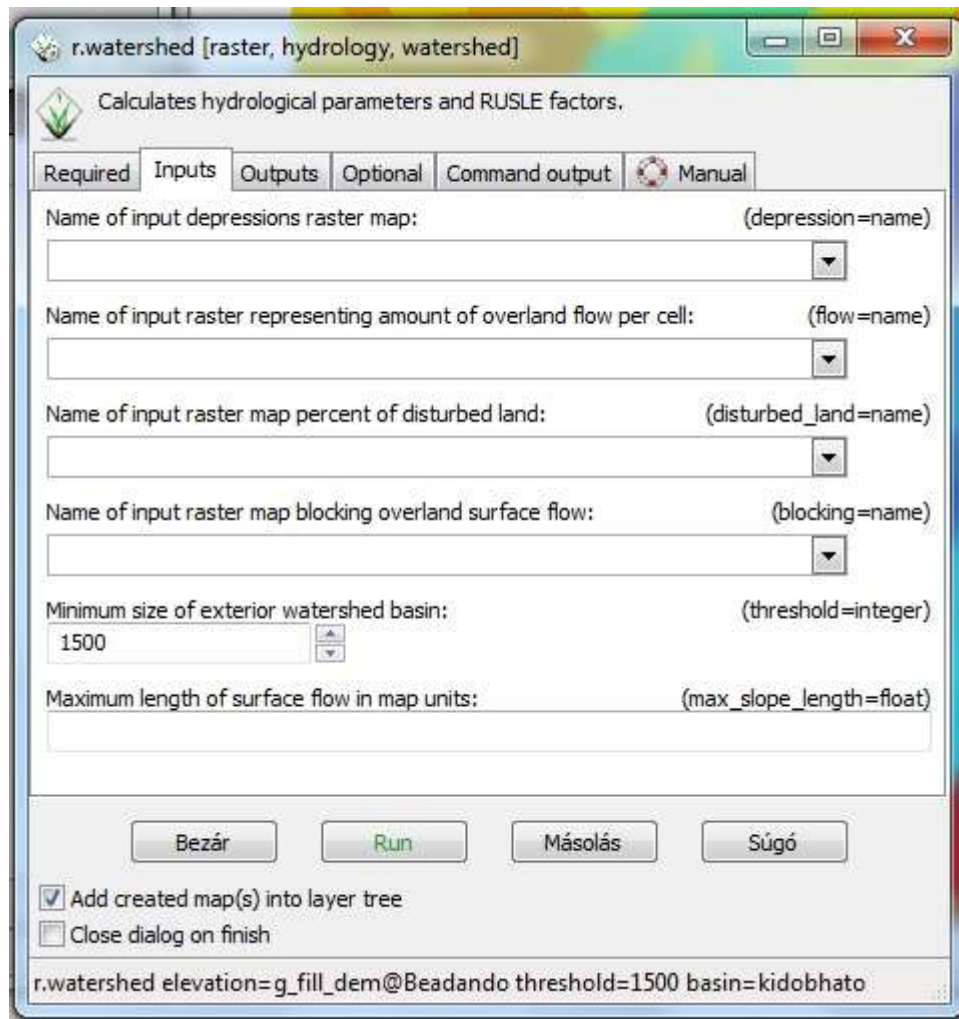 r.watershed [raster, hydrology, watershed]
Calculates hydrological parameters and RUSLE factors.
Required Inputs Outputs Optional Command output Manual
Name of input depressions raster map: (depression=name)
Name of input raster representing amount of overland flow per cell: (flow=name)
Name of input raster map percent of disturbed land: (disturbed_land=name)
Name of input raster map blocking overland surface flow: (blocking=name)
Minimum size of exterior watershed basin: (threshold=integer)
1500
Maximum length of surface flow in map units: (max_slope_length=float)
Bezár Run Másolás Súgó
Add created map(s) into layer tree
Close dialog on finish
r.watershed elevation=g_fill_dem@Beadando threshold=1500 basin=kidobhato